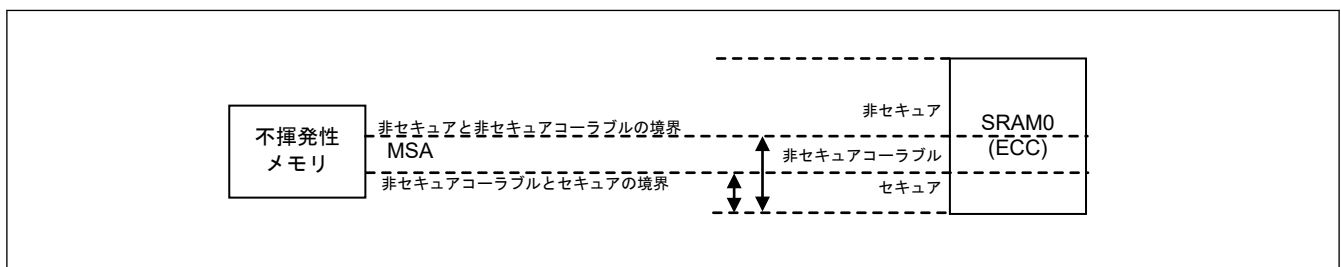 不揮発性
メモリ
非セキュアと非セキュアコーラブルの境界
MSA
非セキュアコーラブルとセキュアの境界
非セキュア
非セキュアコーラブル
セキュア
SRAM0
(ECC)